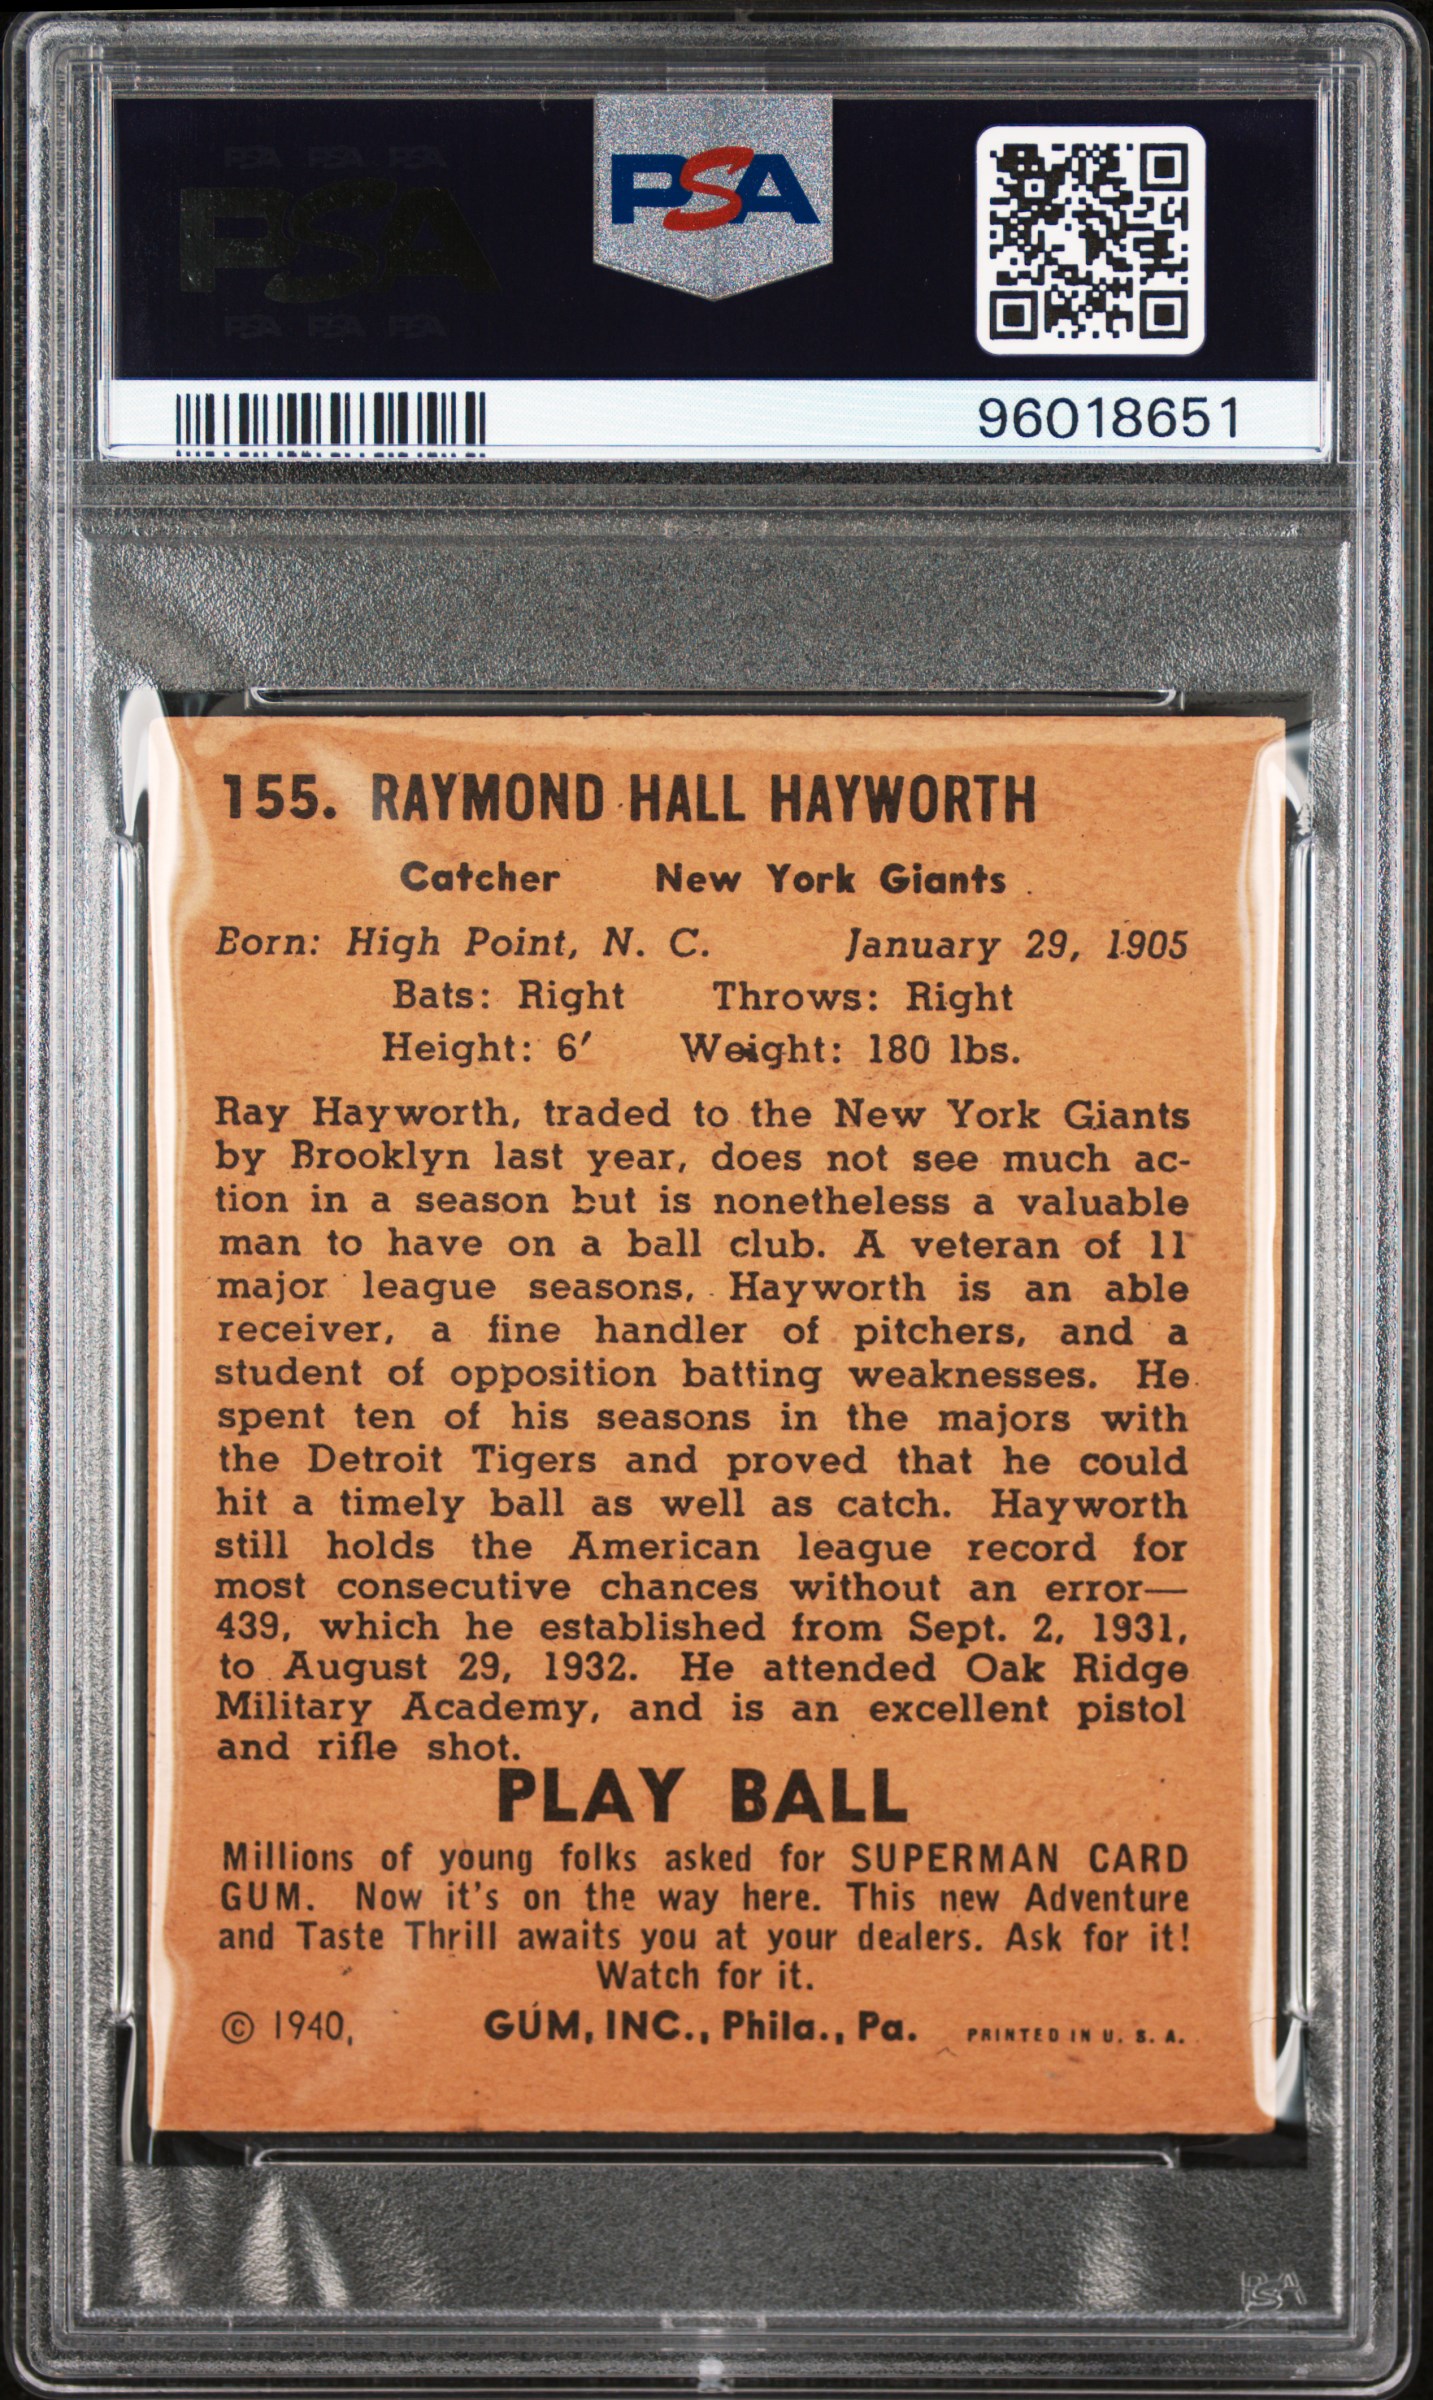 PSA PSA PSA
PSA
PSA PSA PSA
PSA
96018651
155. RAYMOND HALL HAYWORTH
Catcher New York Giants
Born: High Point, N. C. January 29, 1905
Bats: Right Throws: Right
Height: 6′ Weight: 180 lbs.
Ray Hayworth, traded to the New York Giants
by Brooklyn last year, does not see much ac-
tion in a season but is nonetheless a valuable
man to have on a ball club. A veteran of 11
major league seasons, Hayworth is an able
receiver, a fine handler of pitchers, and a
student of opposition batting weaknesses. He
spent ten of his seasons in the majors with
the Detroit Tigers and proved that he could
hit a timely ball as well as catch. Hayworth
still holds the American league record for
most consecutive chances without an error—
439, which he established from Sept. 2, 1931,
to August 29, 1932. He attended Oak Ridge
Military Academy, and is an excellent pistol
and rifle shot.
PLAY BALL
Millions of young folks asked for SUPERMAN CARD
GUM. Now it's on the way here. This new Adventure
and Taste Thrill awaits you at your dealers. Ask for it!
Watch for it.
© 1940, GUM, INC., Phila., Pa. PRINTED IN U. S. A.
PSA